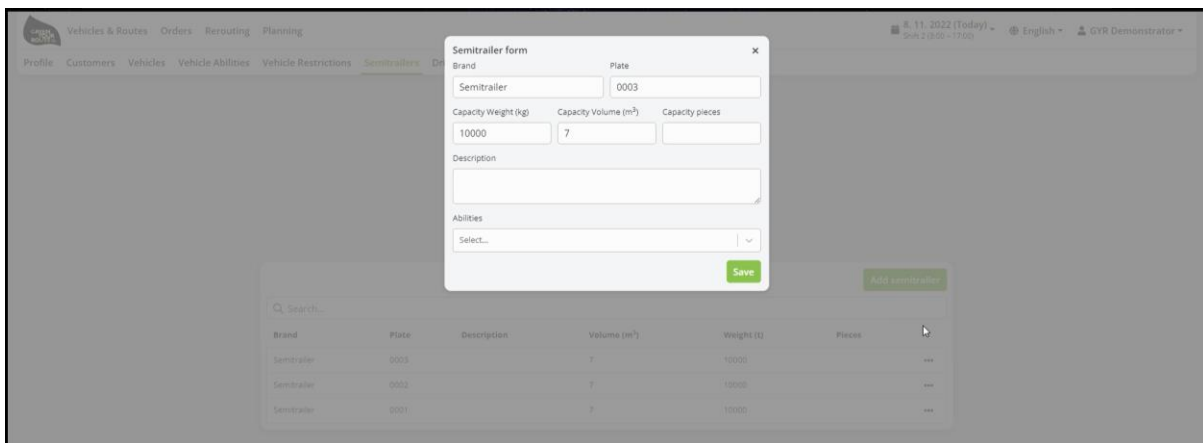 GREEN YOUR ROUTES
Vehicles & Routes Orders Rerouting Planning
8. 11. 2022 (Today)
English
GYR Demonstrator
Profile Customers Vehicles Vehicle Abilities Vehicle Restrictions Semitrailers
Semitrailer form ×
Brand Plate
Semitrailer 0003
Capacity Weight (kg) Capacity Volume (m³) Capacity pieces
10000 7
Description
Abilities
Select...
Save
Add semitrailer
Search...
Brand Plate Description Volume (m³) Weight (t) Pieces
Semitrailer 0003 7 10000 •••
Semitrailer 0002 7 10000 •••
Semitrailer 0001 7 10000 •••